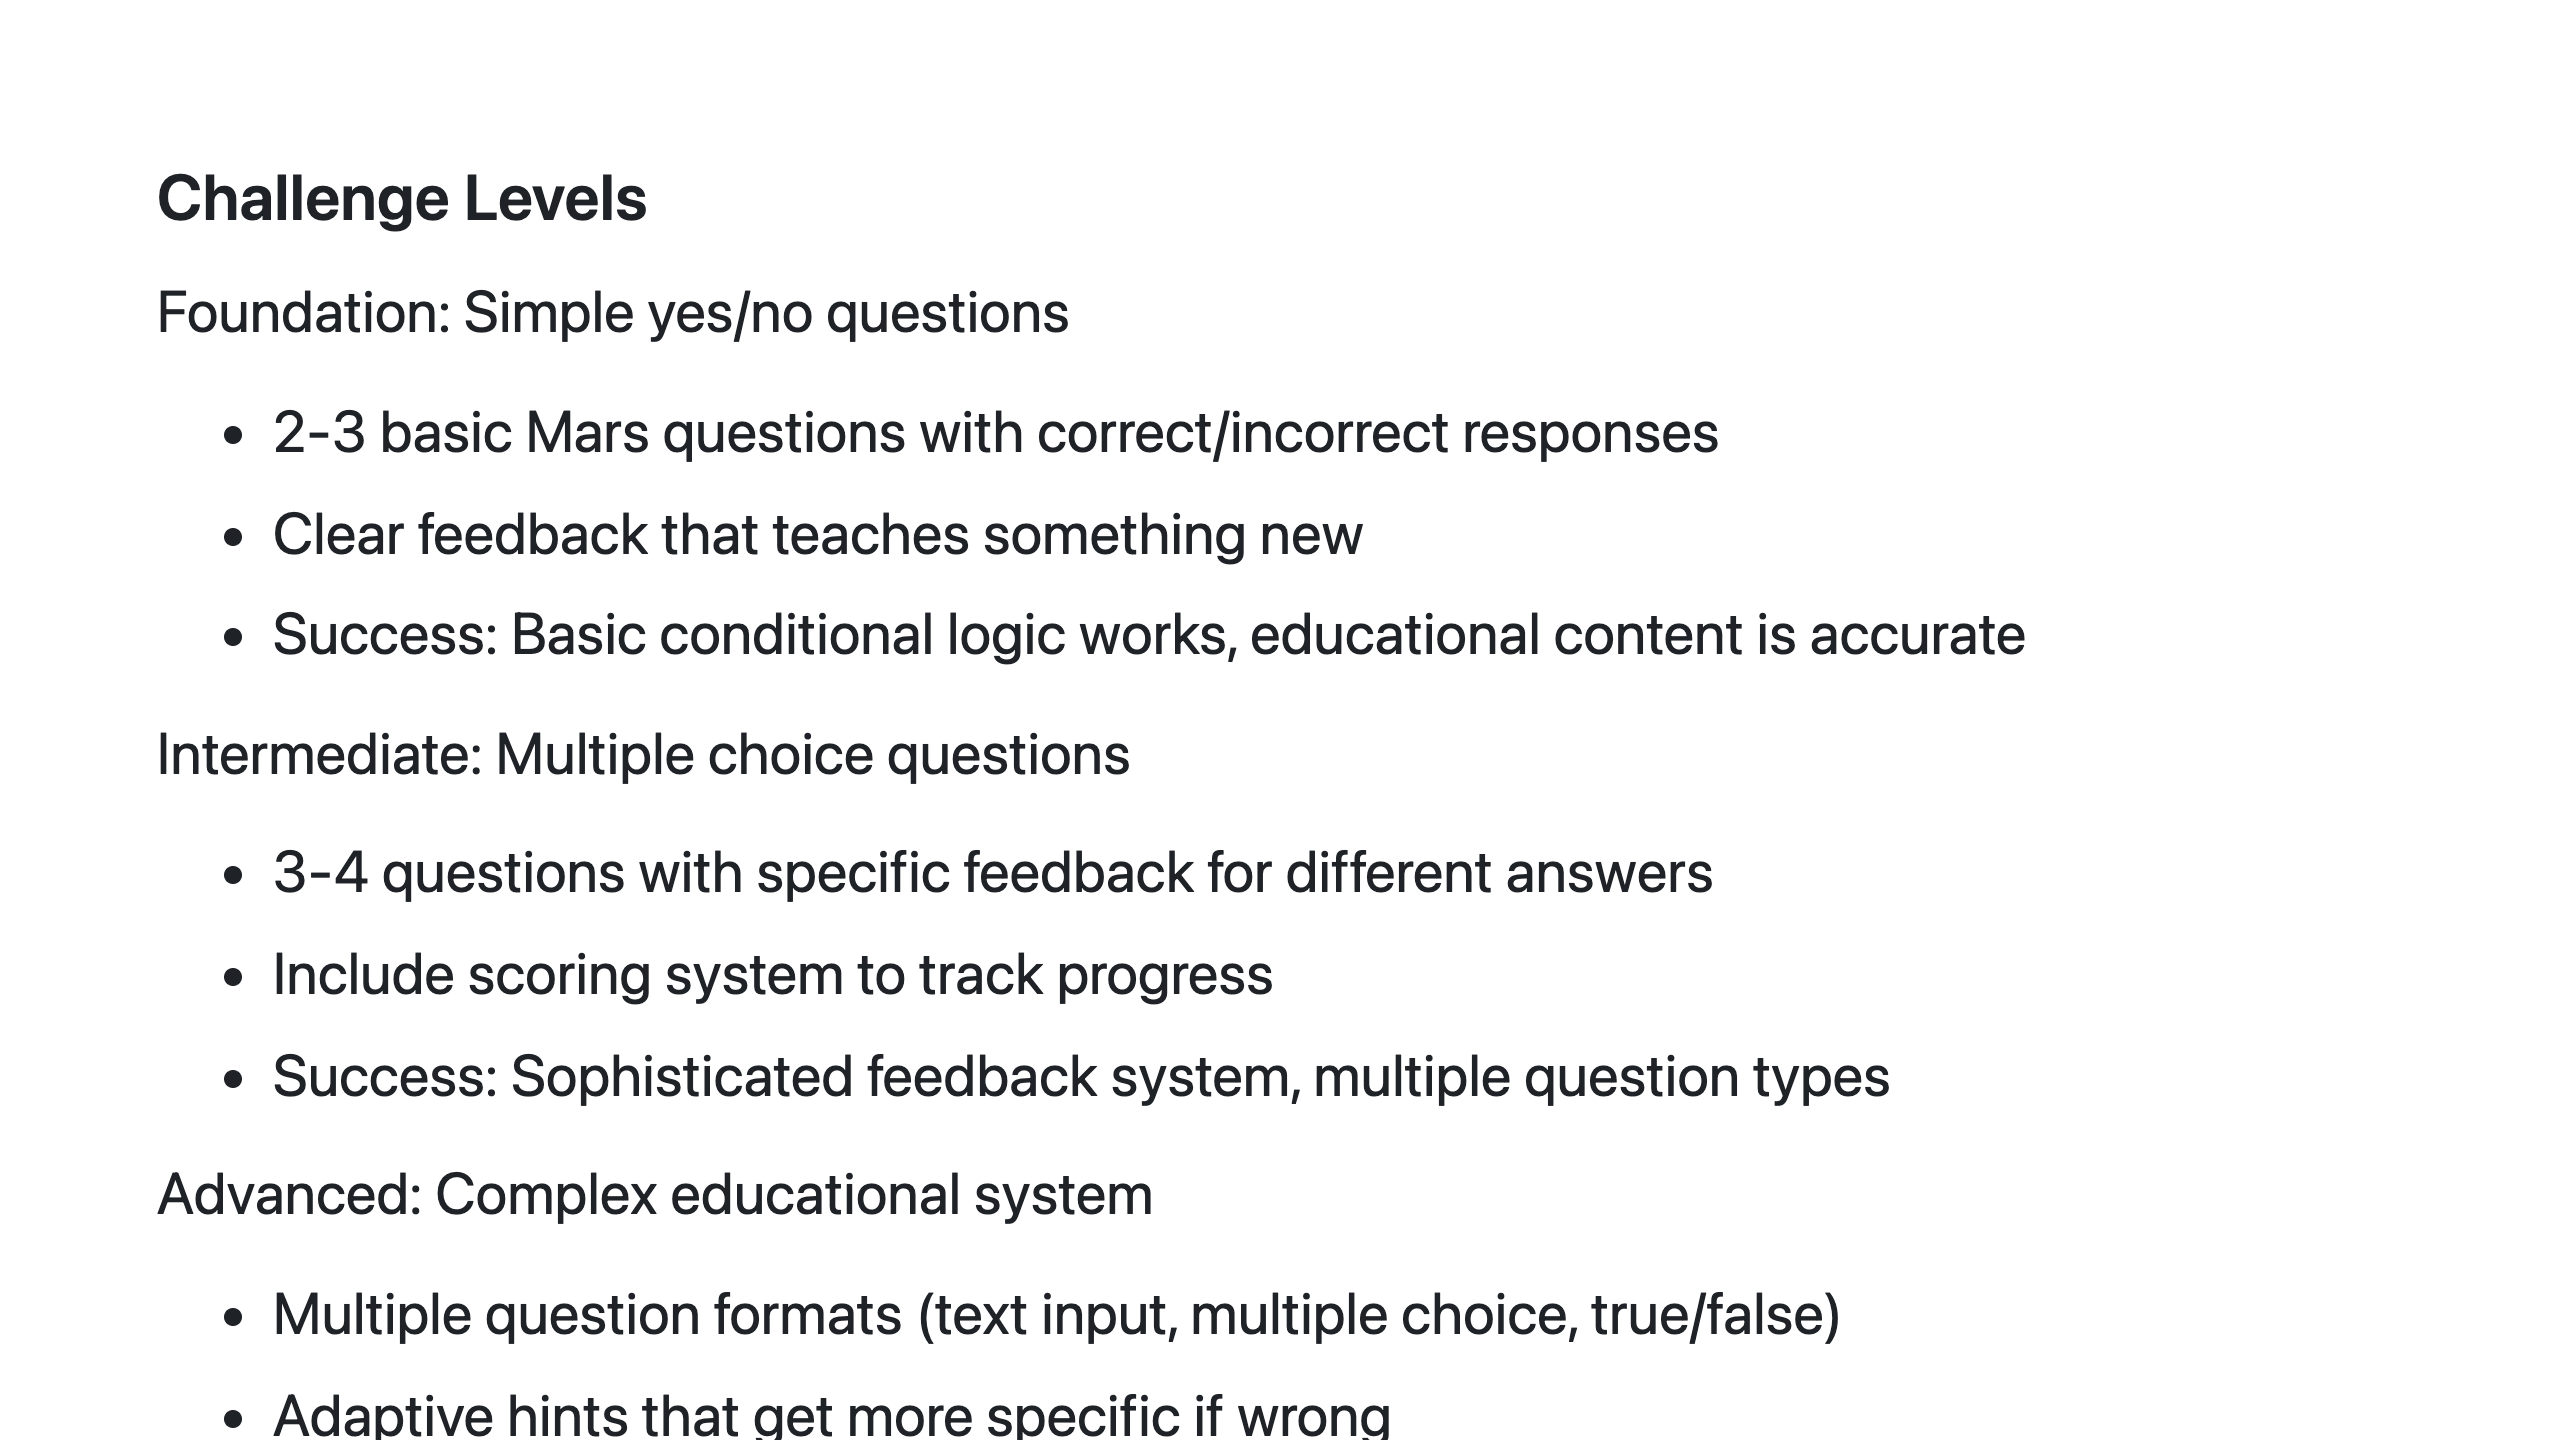 Challenge Levels
Foundation: Simple yes/no questions
• 2-3 basic Mars questions with correct/incorrect responses
• Clear feedback that teaches something new
• Success: Basic conditional logic works, educational content is accurate
Intermediate: Multiple choice questions
• 3-4 questions with specific feedback for different answers
• Include scoring system to track progress
• Success: Sophisticated feedback system, multiple question types
Advanced: Complex educational system
• Multiple question formats (text input, multiple choice, true/false)
• Adaptive hints that get more specific if wrong